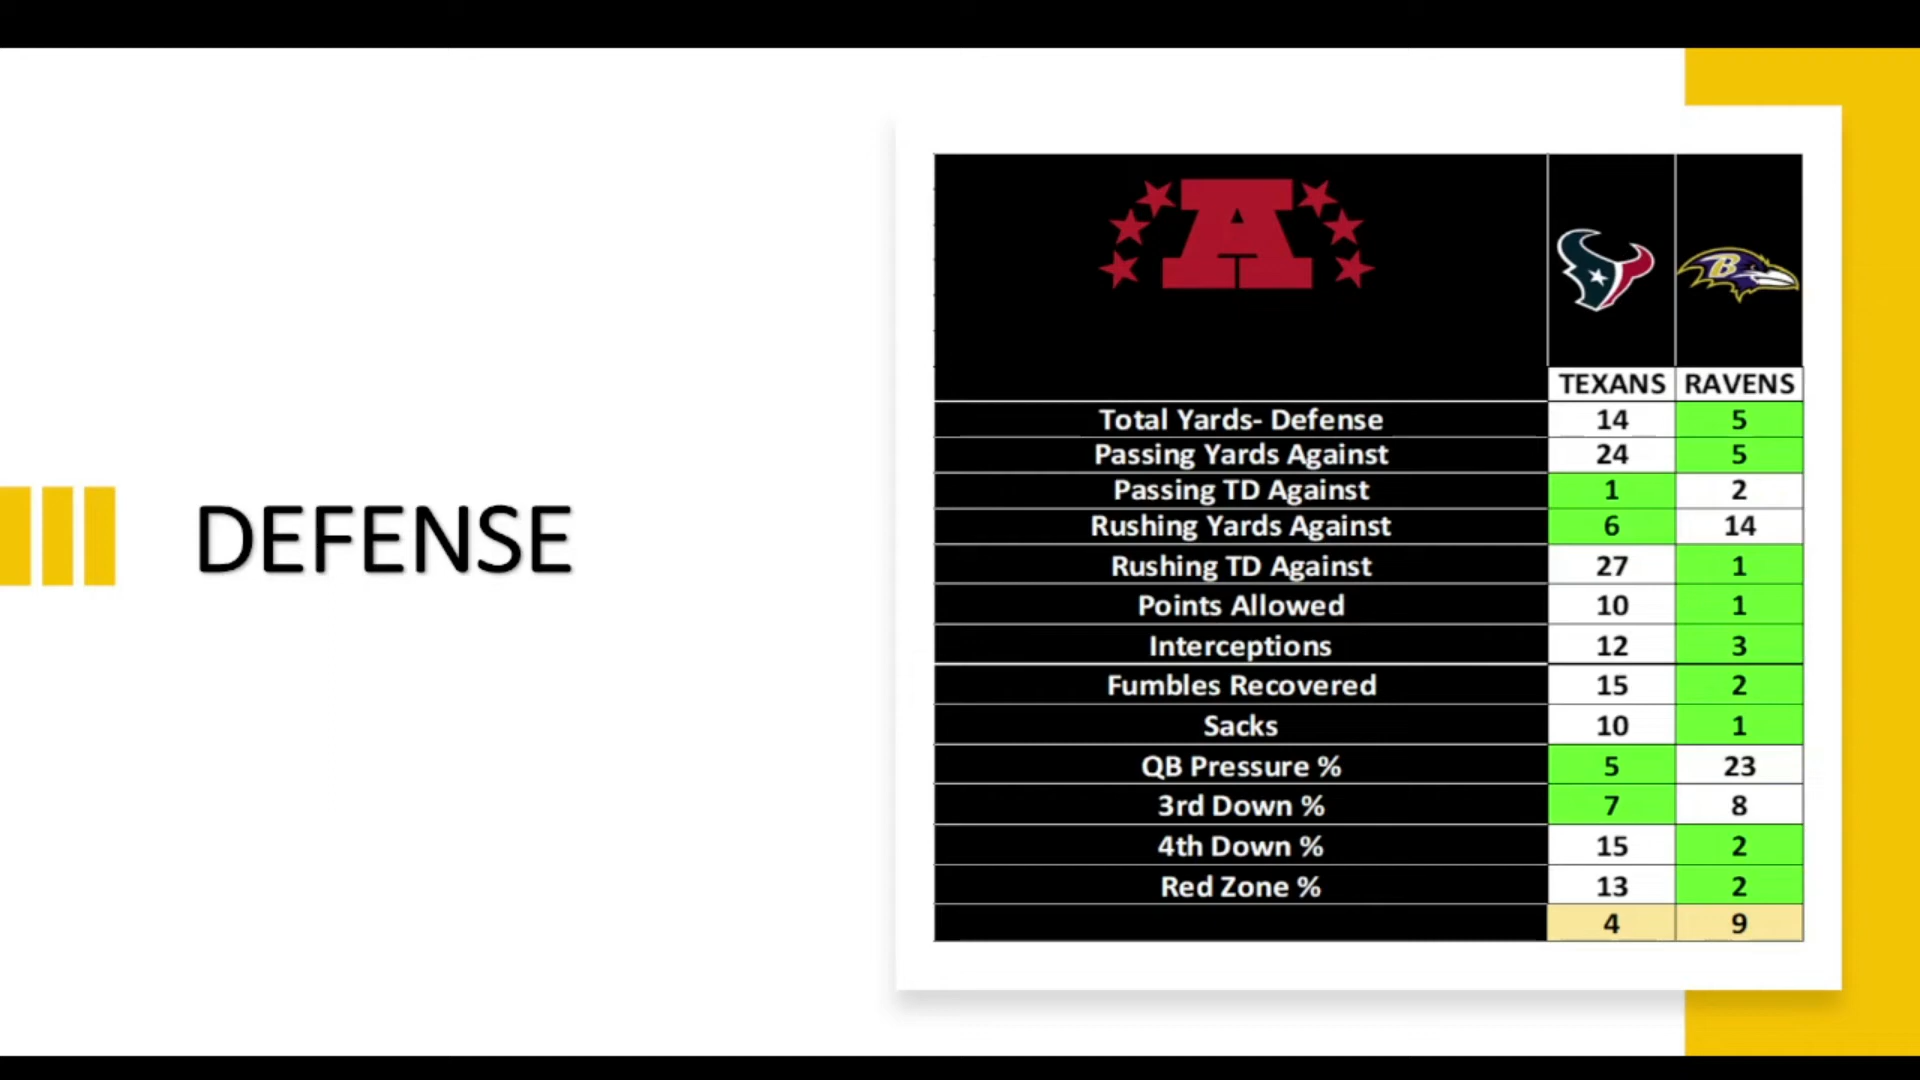 DEFENSE
A
B
TEXANS RAVENS
Total Yards- Defense 14 5
Passing Yards Against 24 5
Passing TD Against 1 2
Rushing Yards Against 6 14
Rushing TD Against 27 1
Points Allowed 10 1
Interceptions 12 3
Fumbles Recovered 15 2
Sacks 10 1
QB Pressure % 5 23
3rd Down % 7 8
4th Down % 15 2
Red Zone % 13 2
4 9